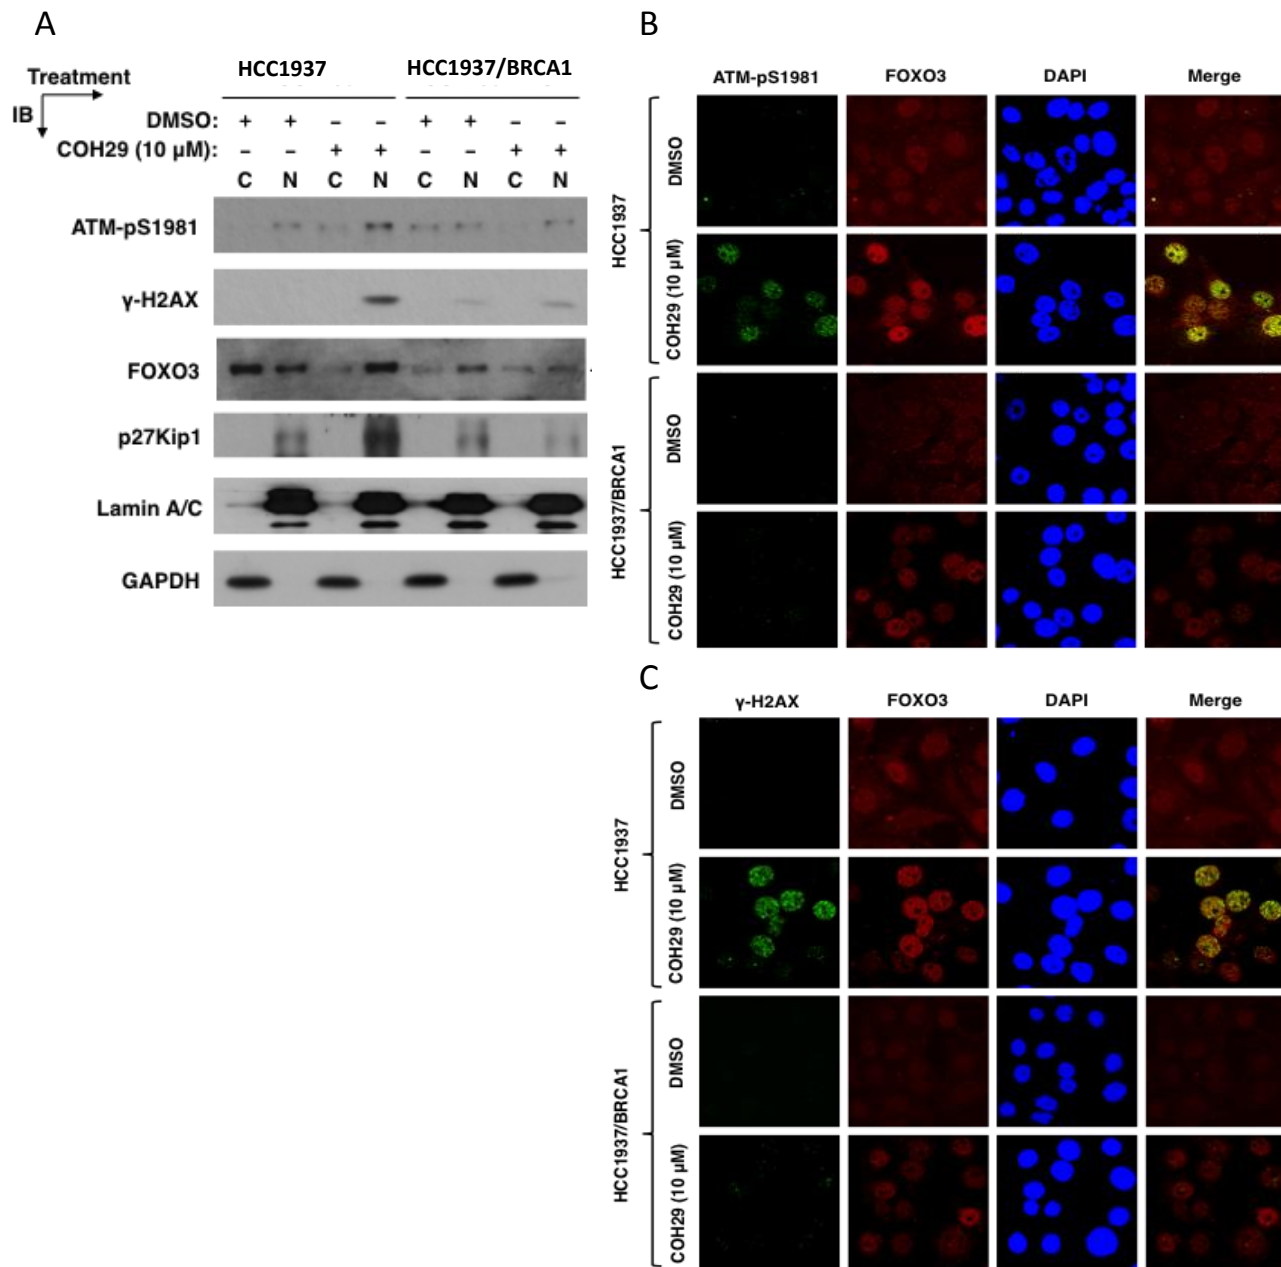 A
Treatment
IB
HCC1937
HCC1937/BRCA1
DMSO: + + – – + + – –
COH29 (10 µM): – – + + – – + +
C N C N C N C N
ATM-pS1981
γ-H2AX
FOXO3
p27Kip1
Lamin A/C
GAPDH
B
ATM-pS1981 FOXO3 DAPI Merge
HCC1937
DMSO
COH29 (10 µM)
HCC1937/BRCA1
DMSO
COH29 (10 µM)
C
γ-H2AX FOXO3 DAPI Merge
HCC1937
DMSO
COH29 (10 µM)
HCC1937/BRCA1
DMSO
COH29 (10 µM)